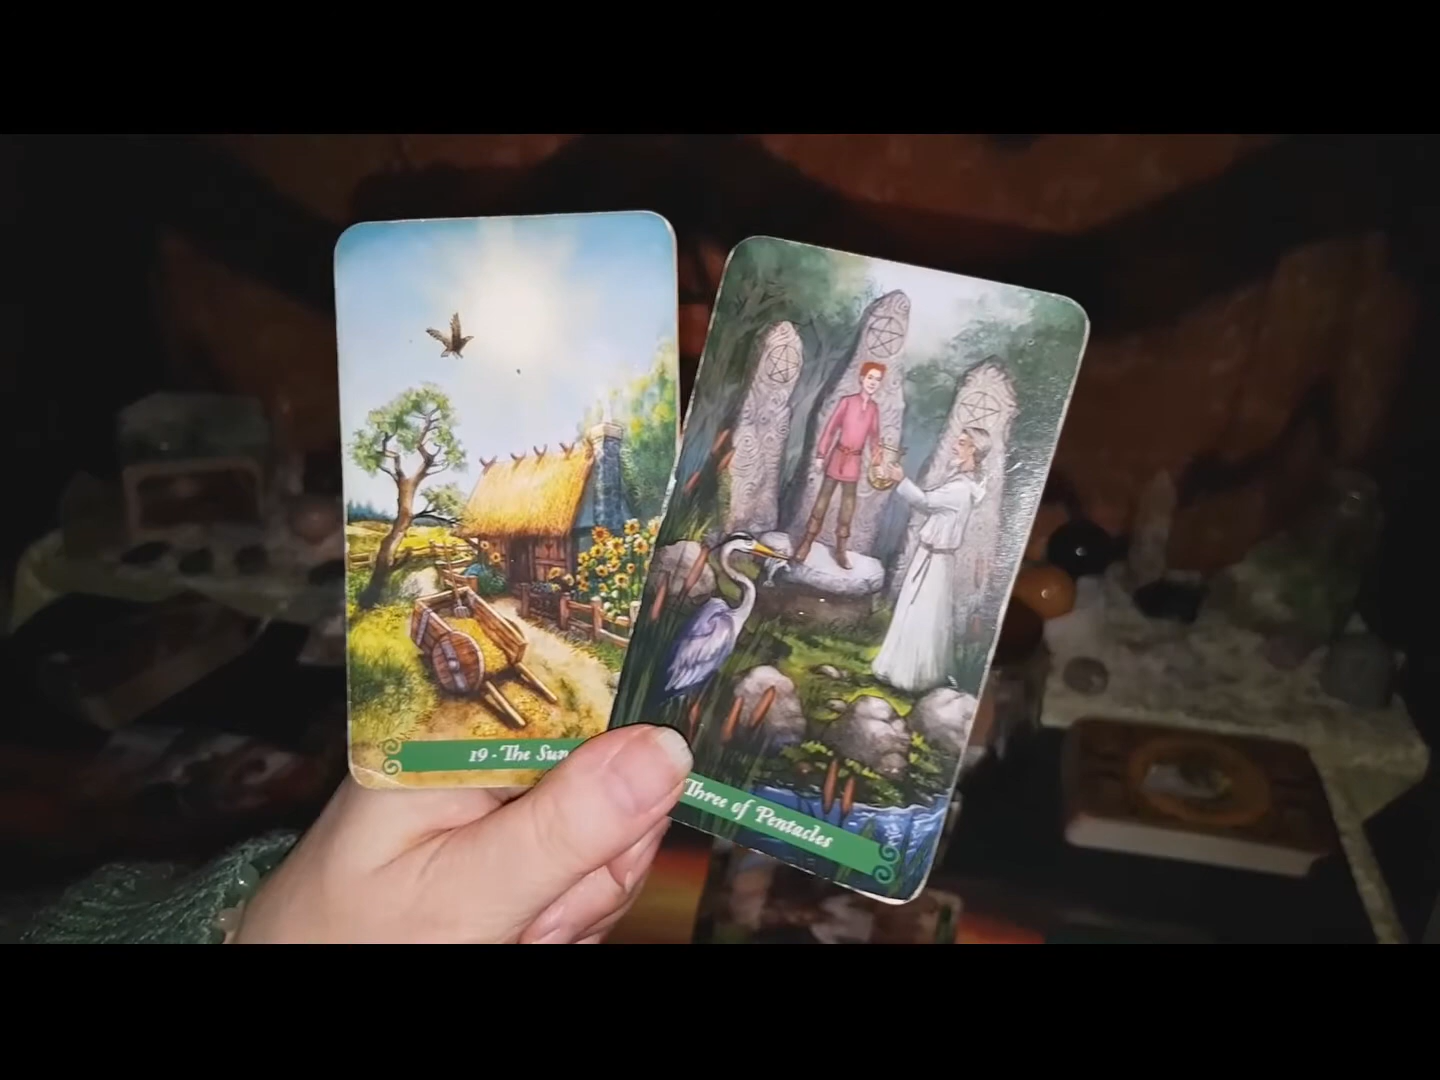 19 - The Sun
Three of Pentacles